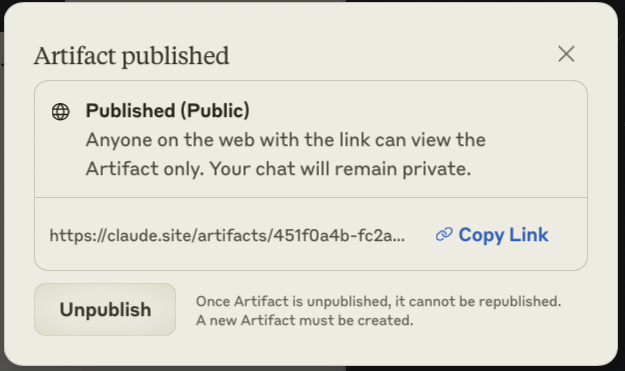 Artifact published
Published (Public)
Anyone on the web with the link can view the
Artifact only. Your chat will remain private.
https://claude.site/artifacts/451f0a4b-fc2a...
Copy Link
Unpublish
Once Artifact is unpublished, it cannot be republished.
A new Artifact must be created.